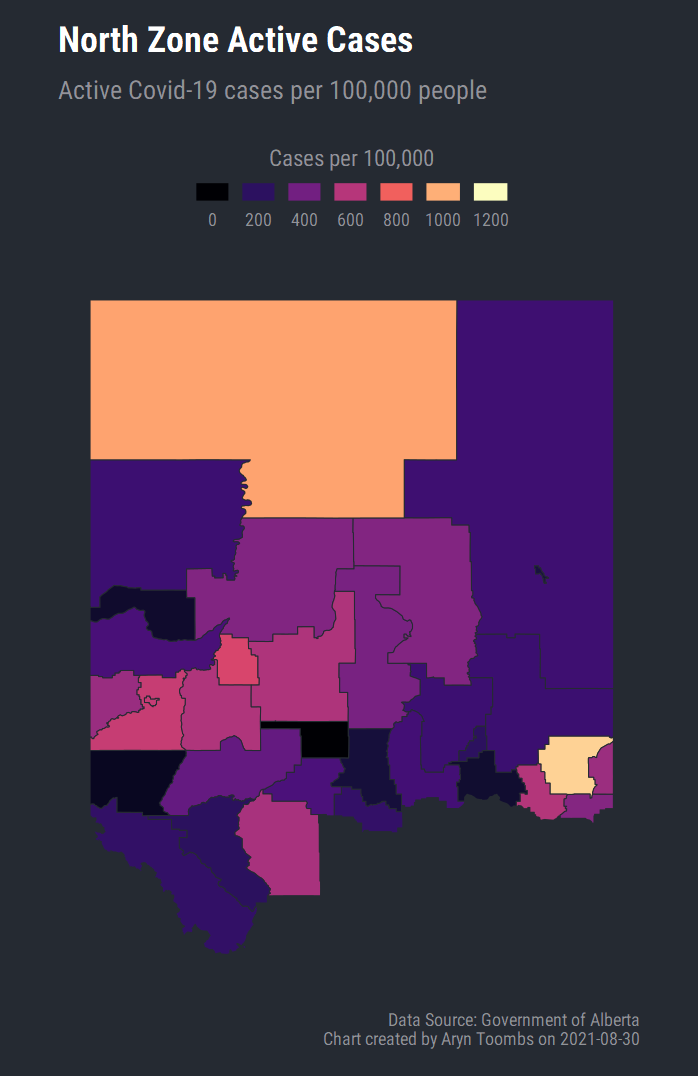 North Zone Active Cases
Active Covid-19 cases per 100,000 people
Cases per 100,000
0 200 400 600 800 1000 1200
Data Source: Government of Alberta
Chart created by Aryn Toombs on 2021-08-30